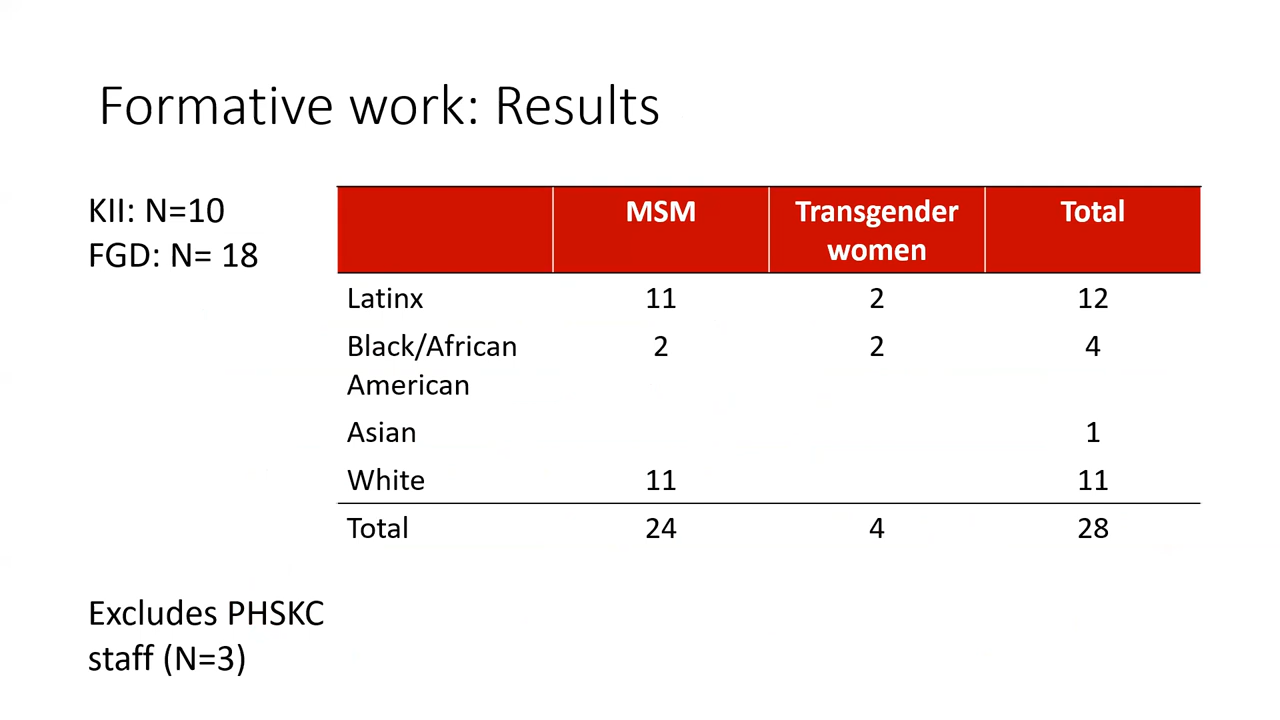 Formative work: Results
KII: N=10
FGD: N= 18
MSM Transgender women Total
Latinx 11 2 12
Black/African American 2 2 4
Asian 1
White 11 11
Total 24 4 28
Excludes PHSKC
staff (N=3)